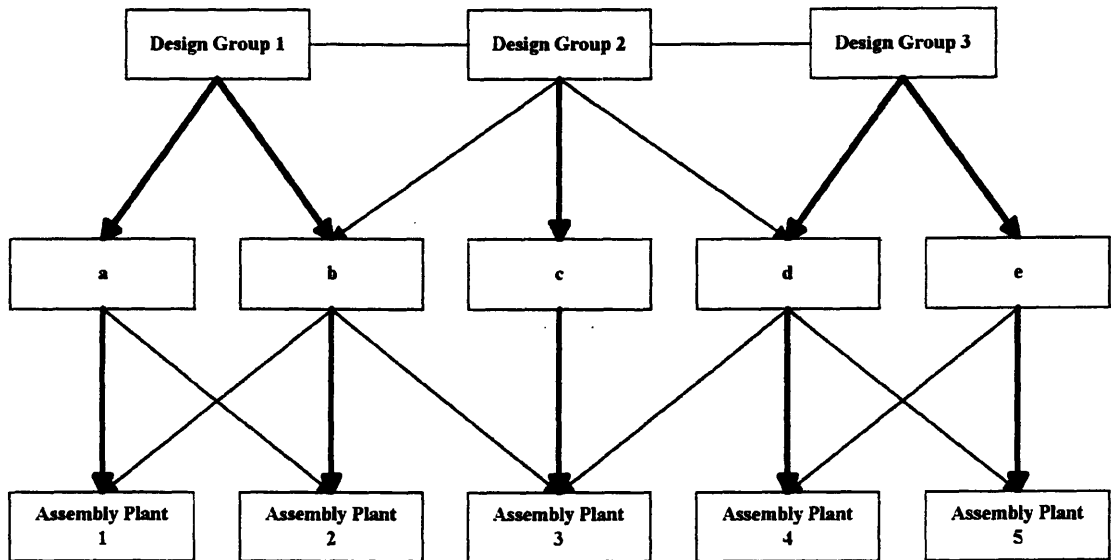 Design Group 1
Design Group 2
Design Group 3
a
b
c
d
e
Assembly Plant
1
Assembly Plant
2
Assembly Plant
3
Assembly Plant
4
Assembly Plant
5